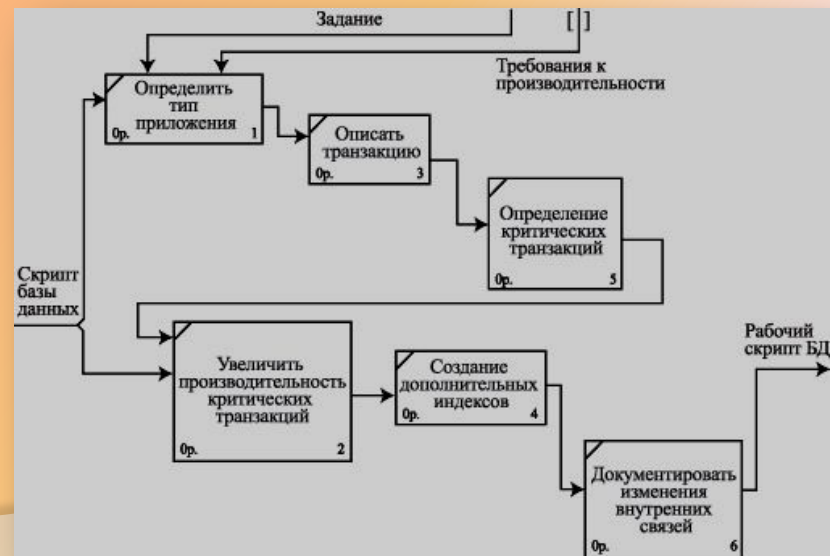 Задание
[ ]
Требования к
производительности
Определить
тип
приложения
0р. 1
Описать
транзакцию
0р. 3
Определение
критических
транзакций
0р. 5
Скрипт
базы
данных
Увеличить
производительность
критических
транзакций
0р. 2
Создание
дополнительных
индексов
0р. 4
Рабочий
скрипт БД
Документировать
изменения
внутренних
связей
0р. 6